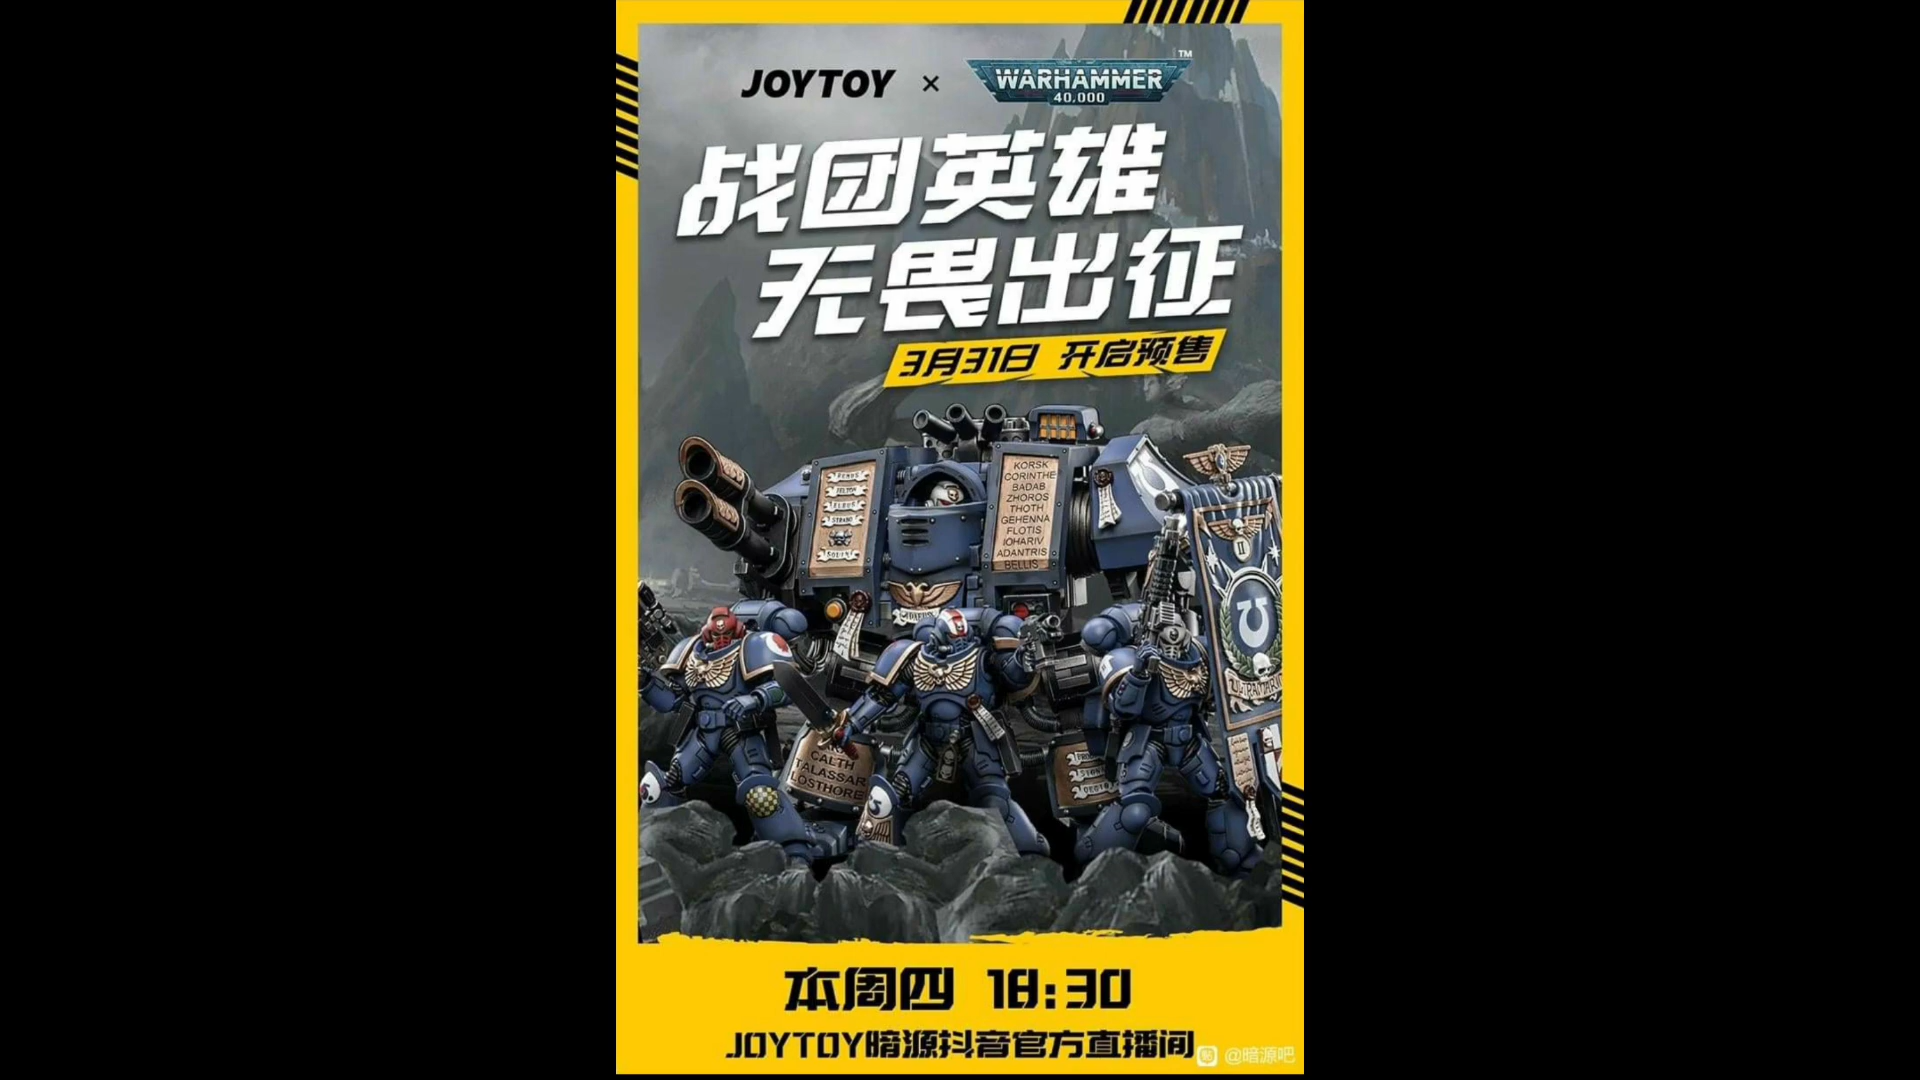 JOYTOY × WARHAMMER™
40,000
战团英雄
无畏出征
3月31日 开启预售
KORSK
CORINTHE
BADAB
ZHOROS
THOTH
GEHENNA
FLOTIS
IOHARIV
ADANTRIS
BELLIS
II
CALTH
TALASSAR
LOSTHORE
本周四 18:30
JOYTOY暗源抖音官方直播间
@暗源吧